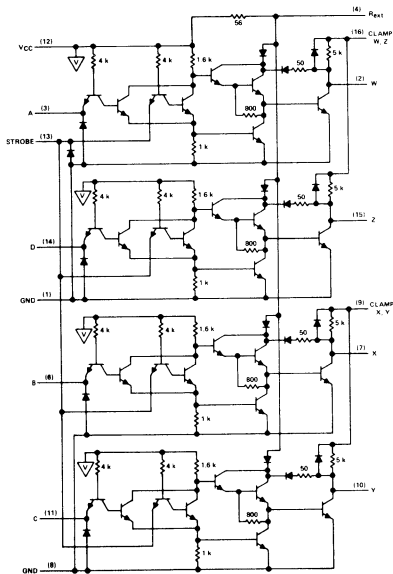 (4) Rext
56
VCC (12)
(16) CLAMP
W, Z
V
4 k
4 k
1.6 k
5 k
50
(2) W
A (3)
800
STROBE (13)
1 k
V
4 k
4 k
1.6 k
5 k
50
(15) Z
D (14)
800
1 k
GND (1)
(9) CLAMP
X, Y
V
4 k
4 k
1.6 k
5 k
50
(7) X
B (6)
800
1 k
V
4 k
4 k
1.6 k
5 k
50
(10) Y
C (11)
800
1 k
GND (8)